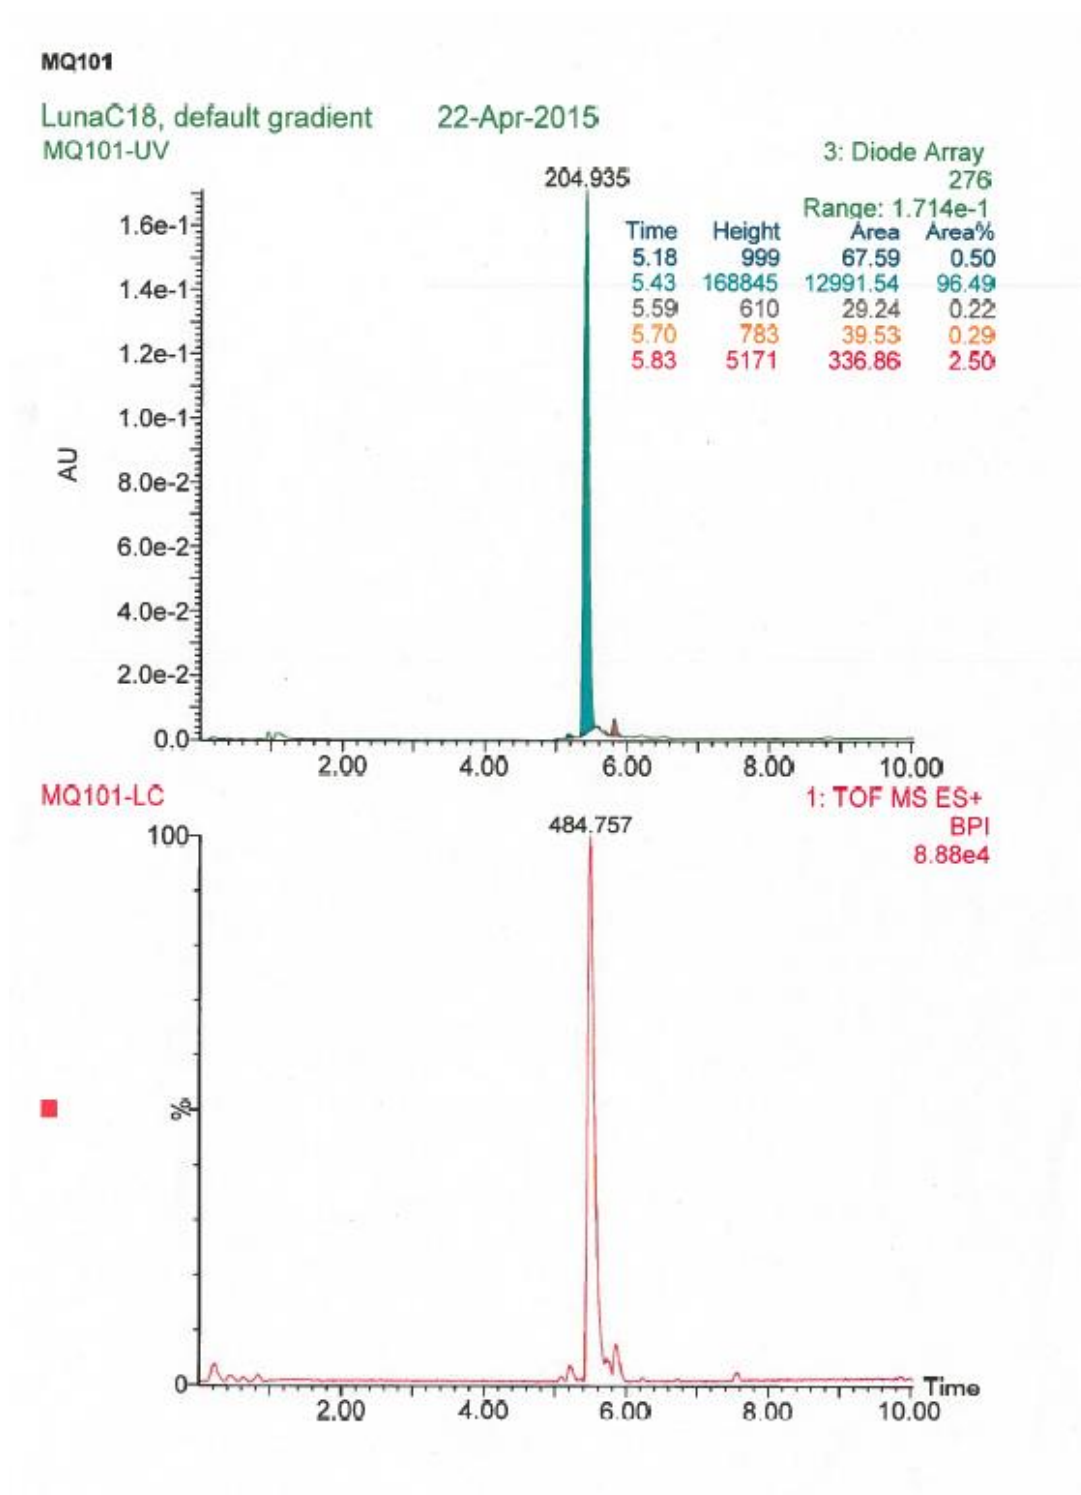 MQ101
LunaC18, default gradient 22-Apr-2015
MQ101-UV 3: Diode Array
276
Range: 1.714e-1
204.935
Time Height Area Area%
5.18 999 67.59 0.50
5.43 168845 12991.54 96.49
5.59 610 29.24 0.22
5.70 783 39.53 0.29
5.83 5171 336.86 2.50
AU
1.6e-1
1.4e-1
1.2e-1
1.0e-1
8.0e-2
6.0e-2
4.0e-2
2.0e-2
0.0
2.00 4.00 6.00 8.00 10.00
MQ101-LC 1: TOF MS ES+
BPI
8.88e4
484.757
100
%
0
Time
2.00 4.00 6.00 8.00 10.00